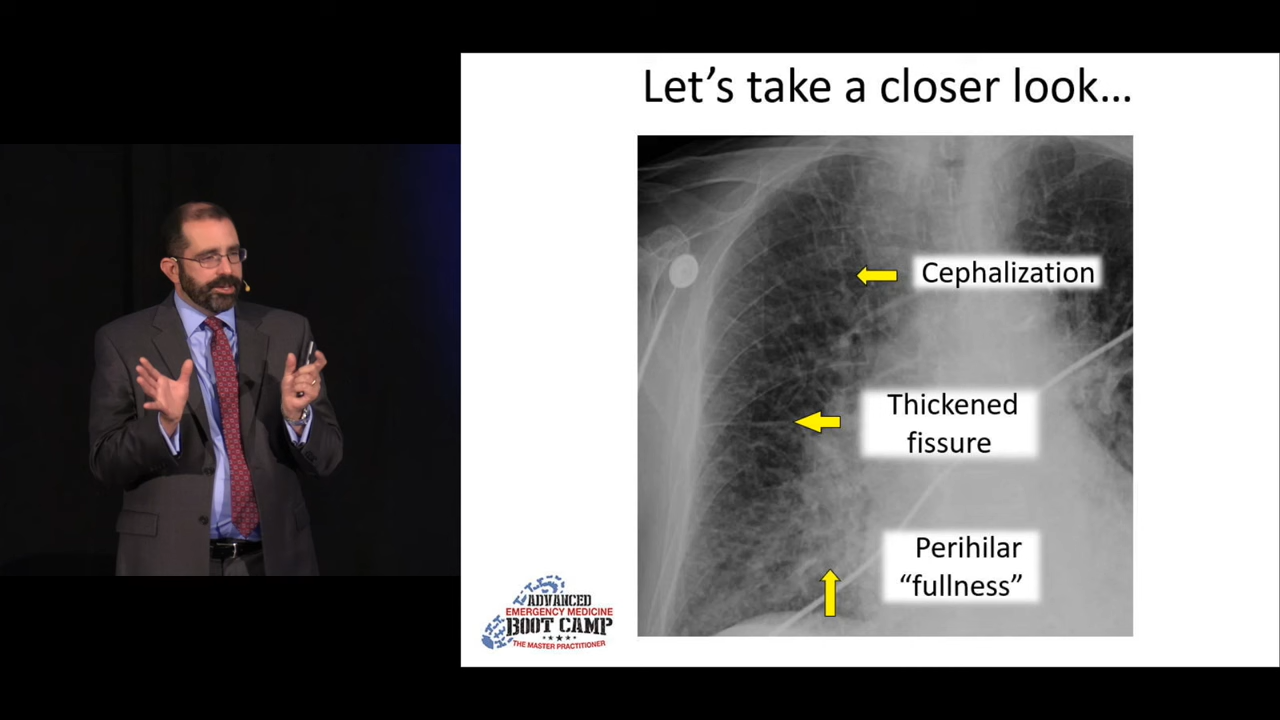 Let’s take a closer look…
Cephalization
Thickened
fissure
Perihilar
“fullness”
ADVANCED
EMERGENCY MEDICINE
BOOT CAMP
THE MASTER PRACTITIONER